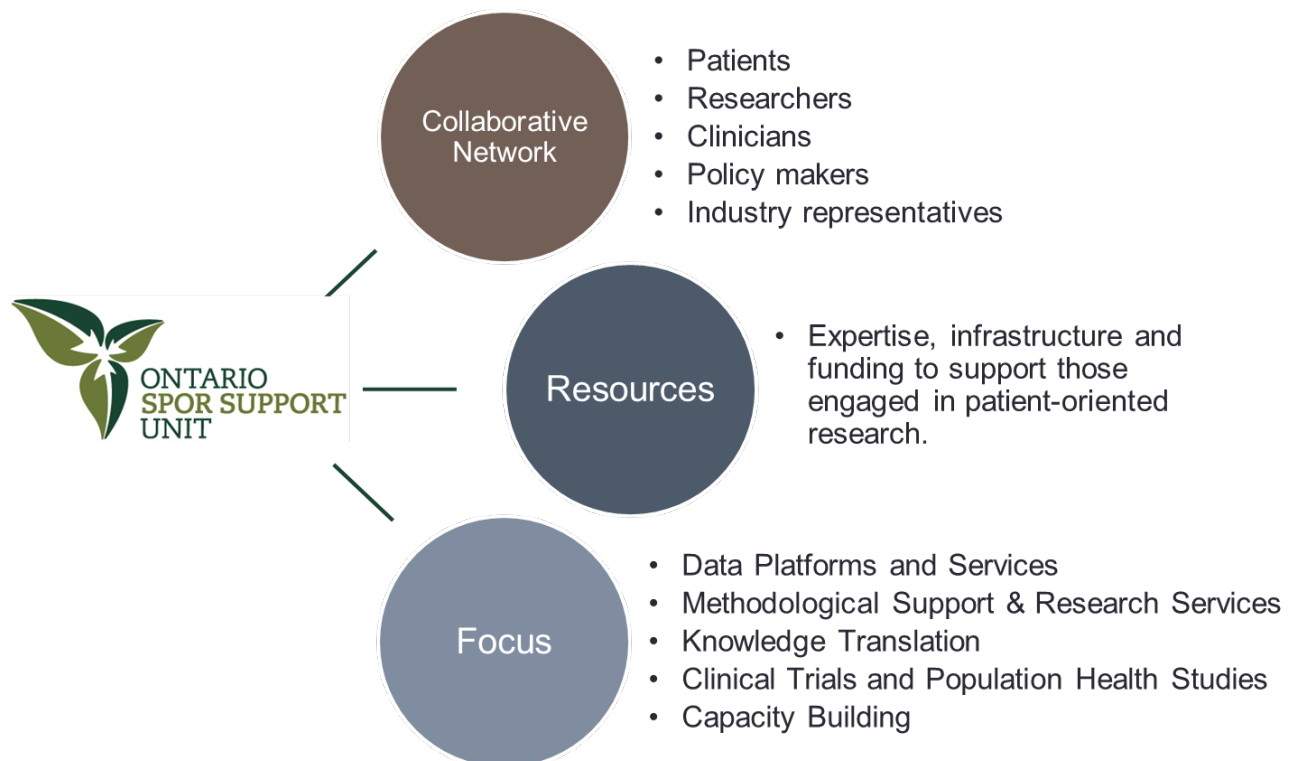 Collaborative
Network
• Patients
• Researchers
• Clinicians
• Policy makers
• Industry representatives
ONTARIO
SPOR SUPPORT
UNIT
Resources
• Expertise, infrastructure and
funding to support those
engaged in patient-oriented
research.
Focus
• Data Platforms and Services
• Methodological Support & Research Services
• Knowledge Translation
• Clinical Trials and Population Health Studies
• Capacity Building